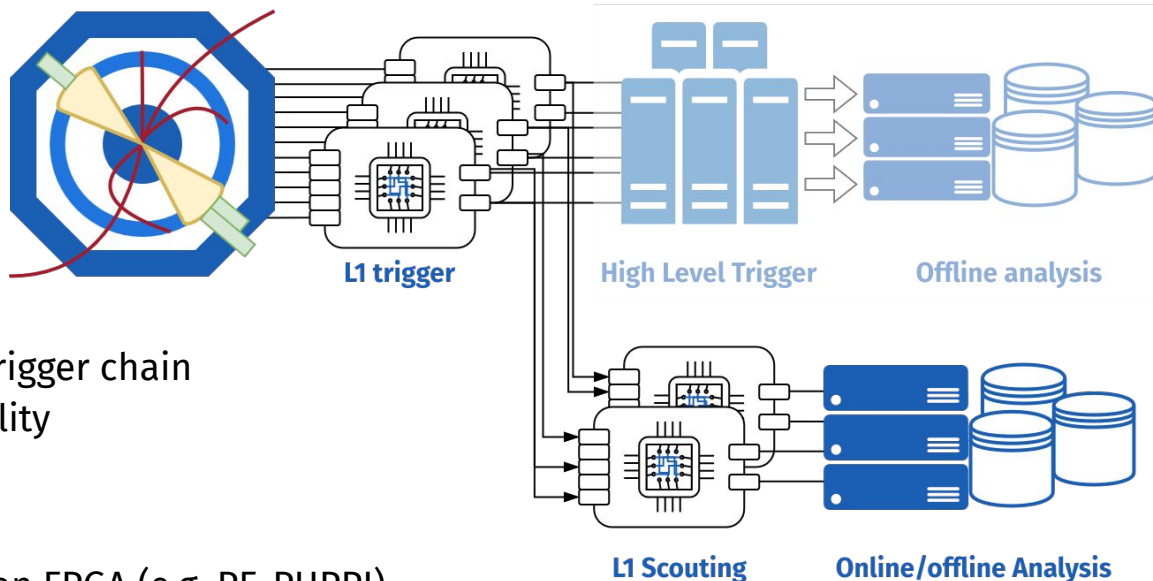 L1 trigger
High Level Trigger
Offline analysis
rigger chain
lity
L1 Scouting
Online/offline Analysis